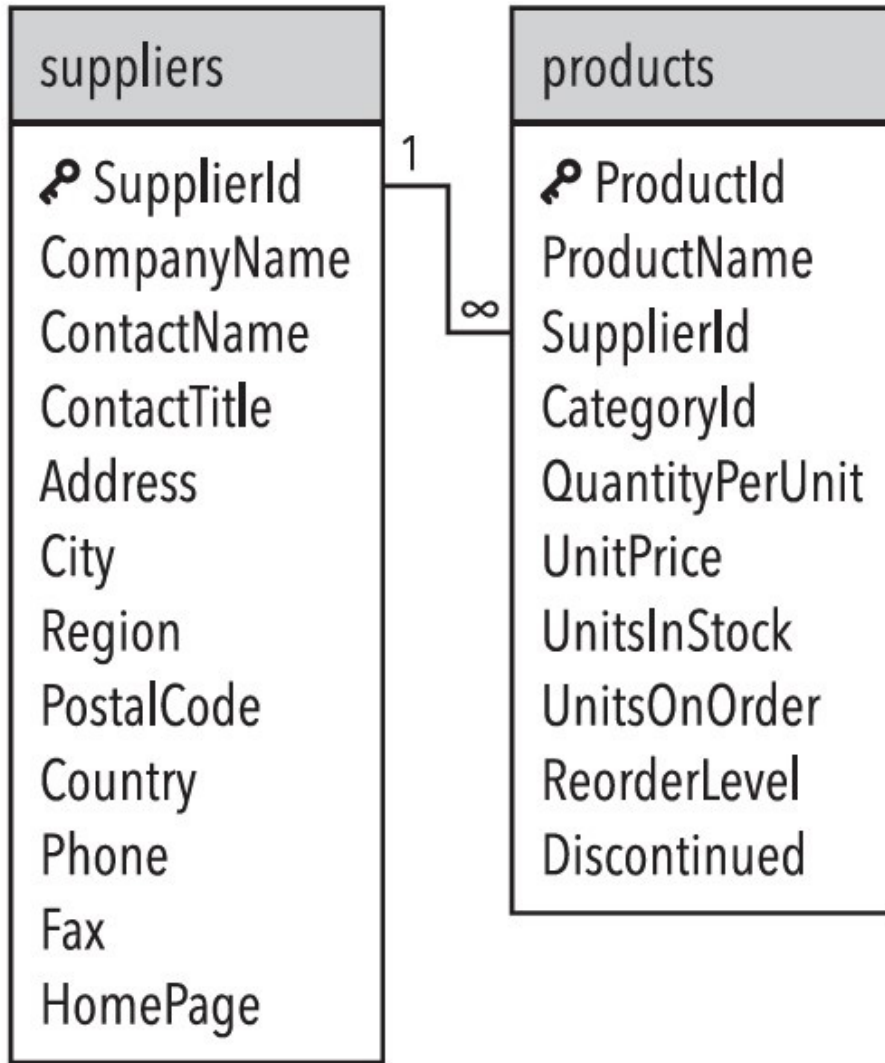 suppliers
SupplierId
CompanyName
ContactName
ContactTitle
Address
City
Region
PostalCode
Country
Phone
Fax
HomePage
1
∞
products
ProductId
ProductName
SupplierId
CategoryId
QuantityPerUnit
UnitPrice
UnitsInStock
UnitsOnOrder
ReorderLevel
Discontinued